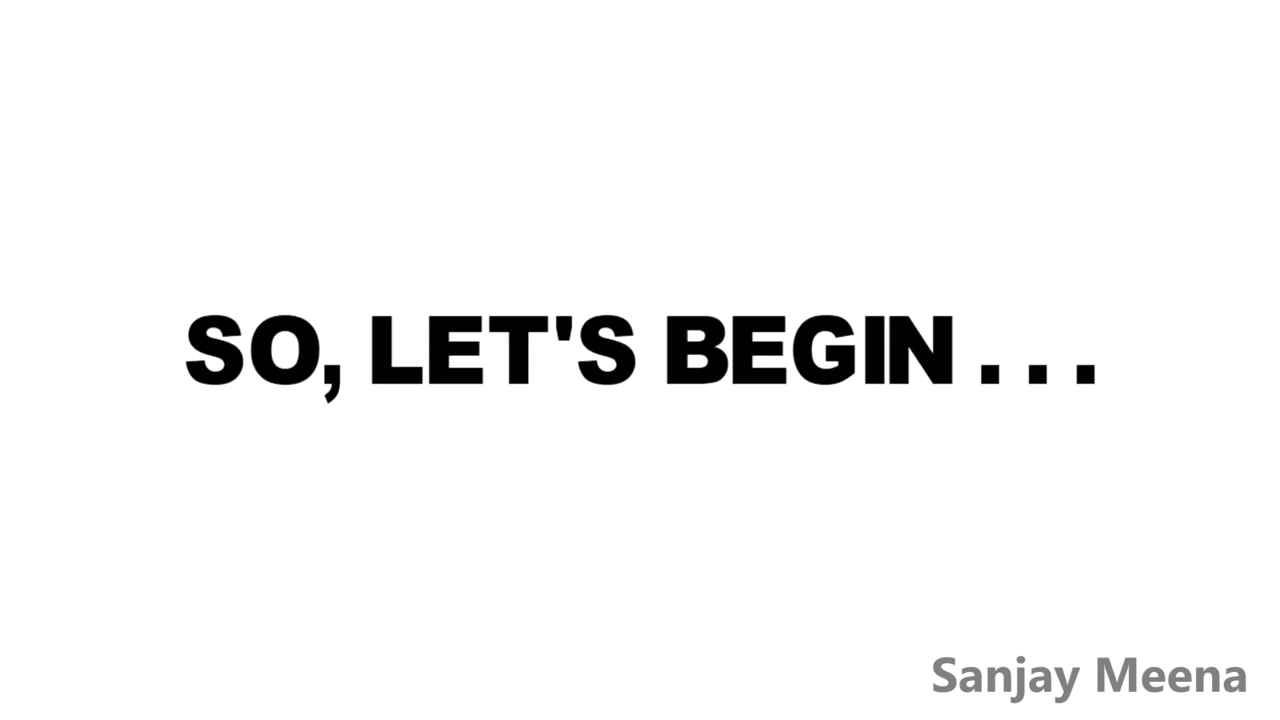 SO, LET'S BEGIN . . .
Sanjay Meena